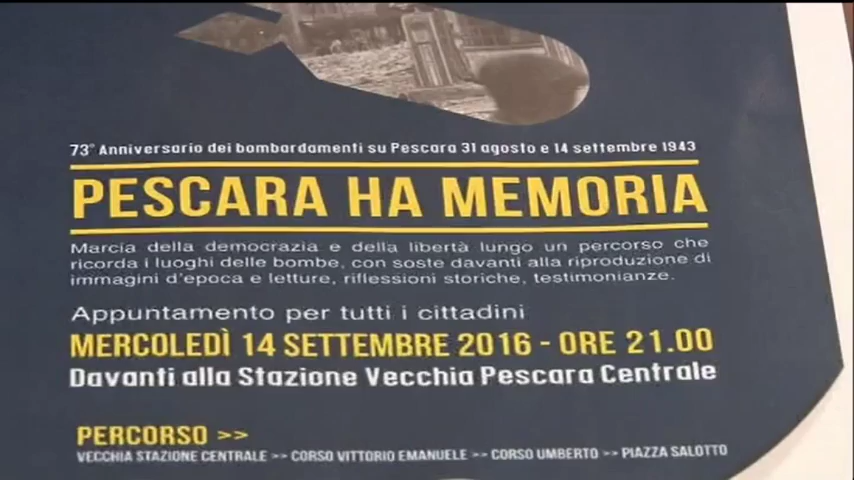 73° Anniversario dei bombardamenti su Pescara 31 agosto e 14 settembre 1943
PESCARA HA MEMORIA
Marcia della democrazia e della libertà lungo un percorso che
ricorda i luoghi delle bombe, con soste davanti alla riproduzione di
immagini d'epoca e letture, riflessioni storiche, testimonianze.
Appuntamento per tutti i cittadini
MERCOLEDÌ 14 SETTEMBRE 2016 - ORE 21.00
Davanti alla Stazione Vecchia Pescara Centrale
PERCORSO >>
VECCHIA STAZIONE CENTRALE >> CORSO VITTORIO EMANUELE >> CORSO UMBERTO >> PIAZZA SALOTTO